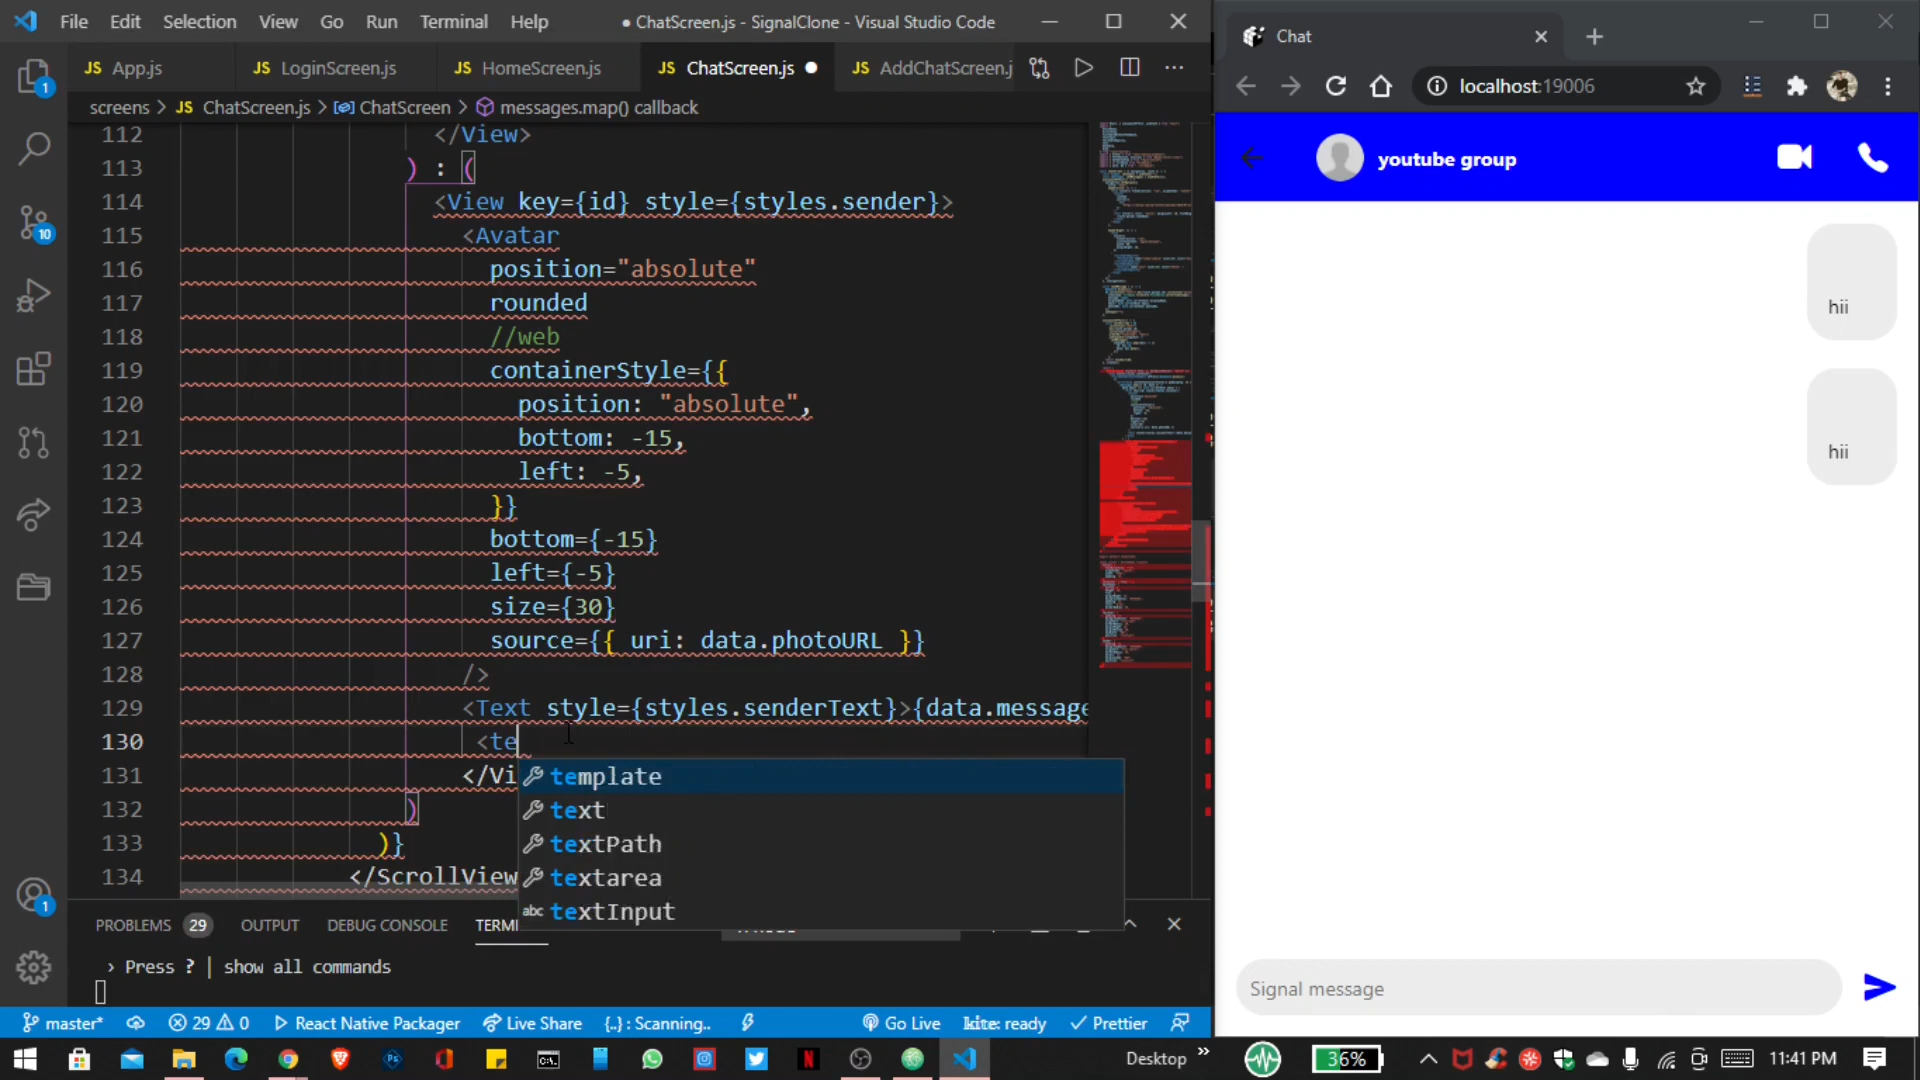 File Edit Selection View Go Run Terminal Help ● ChatScreen.js - SignalClone - Visual Studio Code
JS App.js JS LoginScreen.js JS HomeScreen.js JS ChatScreen.js JS AddChatScreen.j
screens > JS ChatScreen.js > ChatScreen > messages.map() callback
112 </View>
113 ) : (
114 <View key={id} style={styles.sender}>
115 <Avatar
116 position="absolute"
117 rounded
118 //web
119 containerStyle={{
120 position: "absolute",
121 bottom: -15,
122 left: -5,
123 }}
124 bottom={-15}
125 left={-5}
126 size={30}
127 source={{ uri: data.photoURL }}
128 />
129 <Text style={styles.senderText}>{data.message
130 <te
131 </Vi
132 )
133 )}
134 </ScrollView
template
text
textPath
textarea
abc textInput
1
10
1
PROBLEMS 29 OUTPUT DEBUG CONSOLE TERM
› Press ? | show all commands
master* 29 0 React Native Packager Live Share {..} : Scanning.. Go Live kite: ready Prettier
Chat
localhost:19006
youtube group
hii
hii
Signal message
Desktop » 36% 11:41 PM